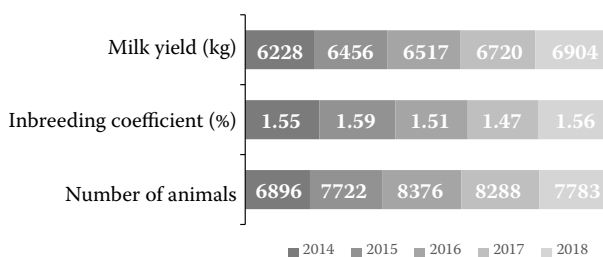 Milk yield (kg) 6228 6456 6517 6720 6904
Inbreeding coefficient (%) 1.55 1.59 1.51 1.47 1.56
Number of animals 6896 7722 8376 8288 7783
2014 2015 2016 2017 2018